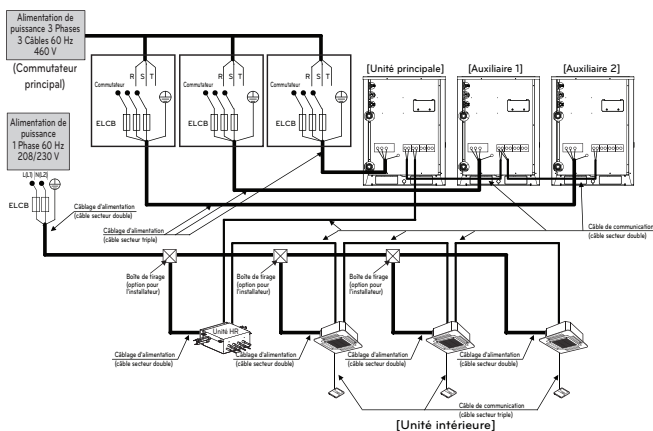 Alimentation de
puissance 3 Phases
3 Câbles 60 Hz
460 V
(Commutateur
principal)
R S T
Commutateur
ELCB
R S T
Commutateur
ELCB
R S T
Commutateur
ELCB
[Unité principale]
[Auxiliaire 1]
[Auxiliaire 2]
Alimentation de
puissance
1 Phase 60 Hz
208/230 V
L(L1) N(L2)
ELCB
Câblage d'alimentation
(câble secteur double)
Câblage d'alimentation
(câble secteur triple)
Câble de communication
(câble secteur double)
Boîte de tirage
(option pour
l'installateur)
Boîte de tirage
(option pour
l'installateur)
Boîte de tirage
(option pour
l'installateur)
Unité HR
Câblage d'alimentation
(câble secteur double)
Câblage d'alimentation
(câble secteur double)
Câblage d'alimentation
(câble secteur double)
Câblage d'alimentation
(câble secteur double)
Câble de communication
(câble secteur triple)
[Unité intérieure]